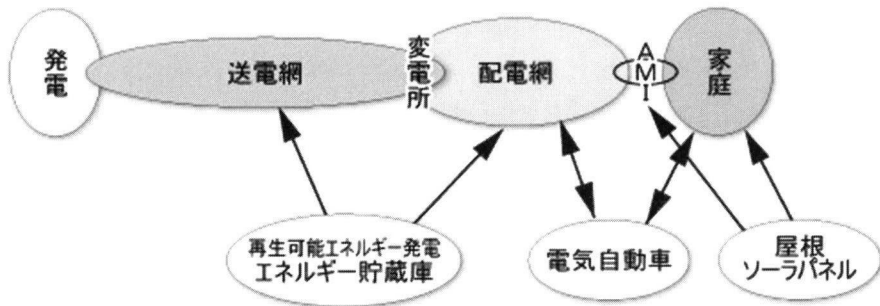 発電
送電網
変電所
配電網
AMI
家庭
再生可能エネルギー発電
エネルギー貯蔵庫
電気自動車
屋根
ソーラパネル